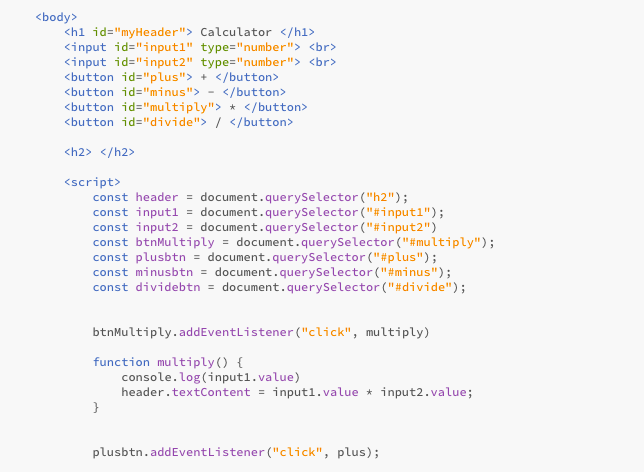 <body>
<h1 id="myHeader"> Calculator </h1>
<input id="input1" type="number"> <br>
<input id="input2" type="number"> <br>
<button id="plus"> + </button>
<button id="minus"> - </button>
<button id="multiply"> * </button>
<button id="divide"> / </button>
<h2> </h2>
<script>
const header = document.querySelector("h2");
const input1 = document.querySelector("#input1");
const input2 = document.querySelector("#input2")
const btnMultiply = document.querySelector("#multiply");
const plusbtn = document.querySelector("#plus");
const minusbtn = document.querySelector("#minus");
const dividebtn = document.querySelector("#divide");
btnMultiply.addEventListener("click", multiply)
function multiply() {
console.log(input1.value)
header.textContent = input1.value * input2.value;
}
plusbtn.addEventListener("click", plus);